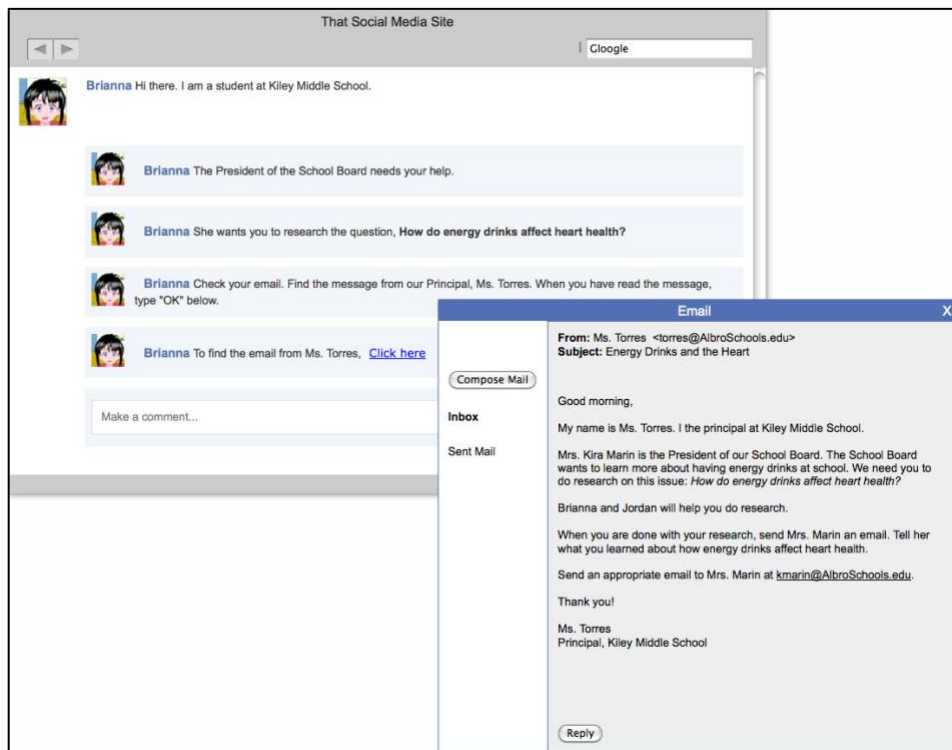 That Social Media Site
Gloogle
Brianna Hi there. I am a student at Kiley Middle School.
Brianna The President of the School Board needs your help.
Brianna She wants you to research the question, How do energy drinks affect heart health?
Brianna Check your email. Find the message from our Principal, Ms. Torres. When you have read the message,
type "OK" below.
Brianna To find the email from Ms. Torres, Click here
Make a comment...
Email
X
Compose Mail
Inbox
Sent Mail
From: Ms. Torres <torres@AlbroSchools.edu>
Subject: Energy Drinks and the Heart
Good morning,
My name is Ms. Torres. I the principal at Kiley Middle School.
Mrs. Kira Marin is the President of our School Board. The School Board
wants to learn more about having energy drinks at school. We need you to
do research on this issue: How do energy drinks affect heart health?
Brianna and Jordan will help you do research.
When you are done with your research, send Mrs. Marin an email. Tell her
what you learned about how energy drinks affect heart health.
Send an appropriate email to Mrs. Marin at kmarin@AlbroSchools.edu.
Thank you!
Ms. Torres
Principal, Kiley Middle School
Reply